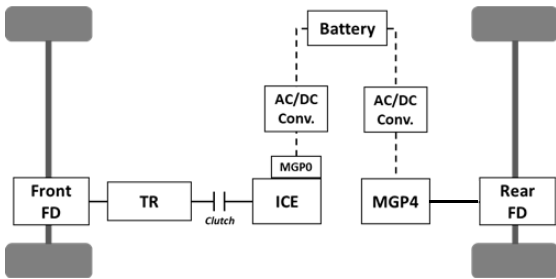 Battery
AC/DC
Conv.
AC/DC
Conv.
MGP0
Front
FD
TR
Clutch
ICE
MGP4
Rear
FD